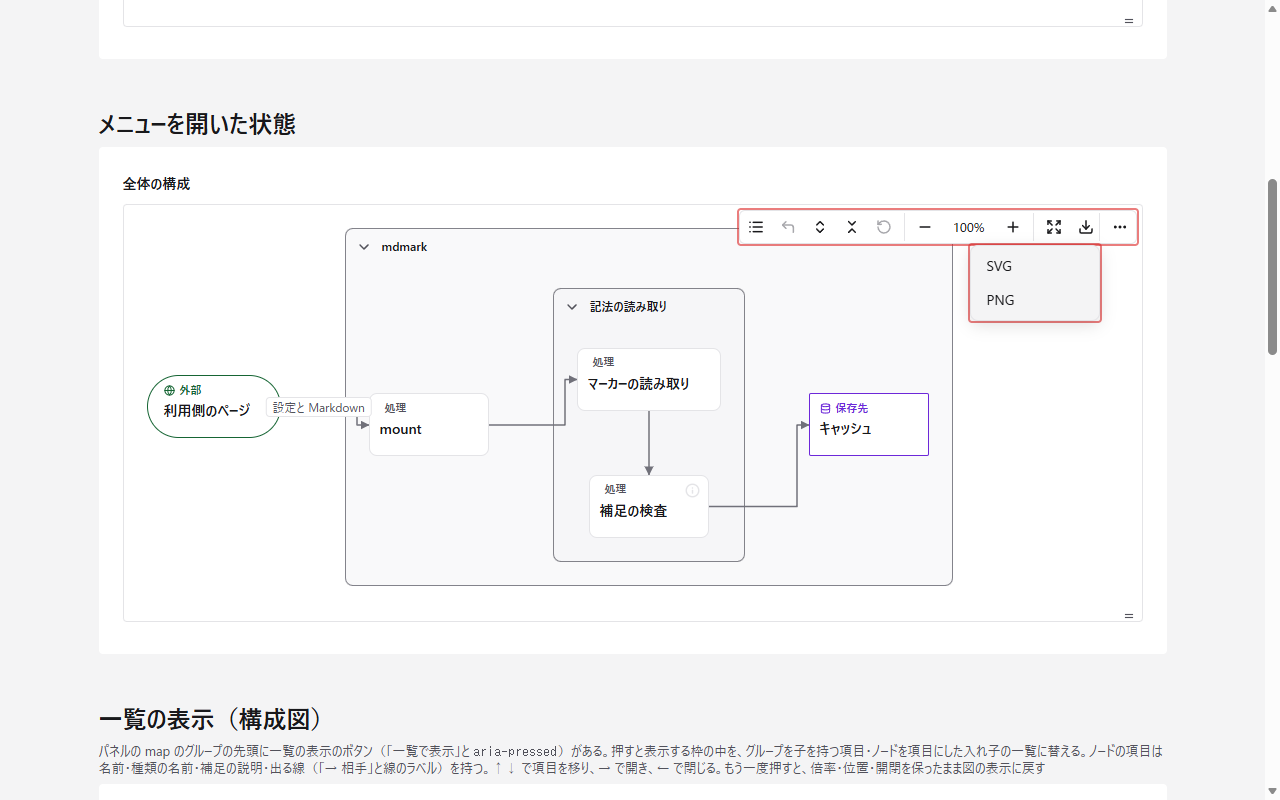 メニューを開いた状態
全体の構成
100%
SVG
PNG
mdmark
記法の読み取り
処理
マーカーの読み取り
外部
利用側のページ
設定と Markdown
処理
mount
保存先
キャッシュ
処理
補足の検査
一覧の表示（構成図）
パネルの map のグループの先頭に一覧の表示のボタン（「一覧で表示」と aria-pressed）がある。押すと表示する枠の中を、グループを子を持つ項目・ノードを項目にした入れ子の一覧に替える。ノードの項目は
名前・種類の名前・補足の説明・出る線（「→ 相手」と線のラベル）を持つ。↑ ↓ で項目を移り、→ で開き、← で閉じる。もう一度押すと、倍率・位置・開閉を保ったまま図の表示に戻す